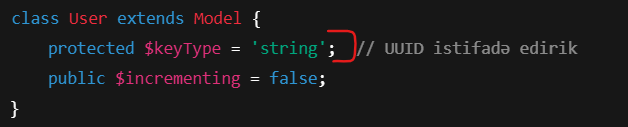 class User extends Model {
    protected $keyType = 'string'; // UUID istifadə edirik
    public $incrementing = false;
}